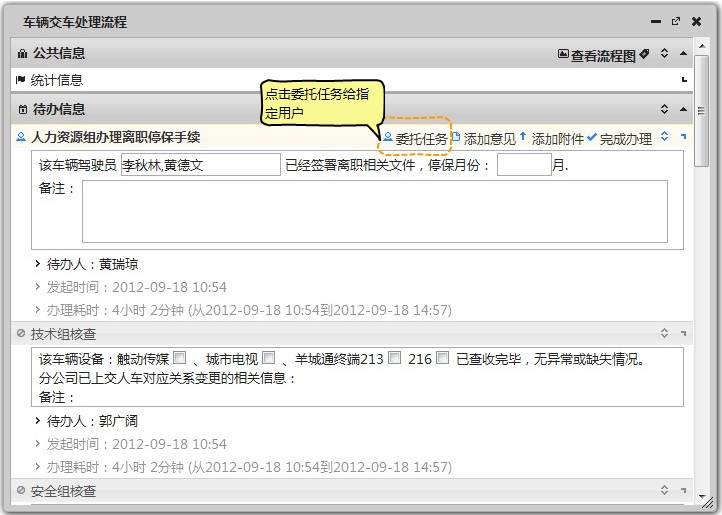 车辆交车处理流程
公共信息 查看流程图
统计信息
点击委托任务给指
定用户
待办信息
人力资源组办理离职停保手续 委托任务 添加意见 添加附件 完成办理
该车辆驾驶员 李秋林,黄德文 已经签署离职相关文件，停保月份： 月.
备注：
待办人：黄瑞琼
发起时间：2012-09-18 10:54
办理耗时：4小时 2分钟 (从2012-09-18 10:54到2012-09-18 14:57)
技术组核查
该车辆设备：触动传媒 、城市电视 、羊城通终端213 216 已查收完毕，无异常或缺失情况。
分公司已上交人车对应关系变更的相关信息：
备注：
待办人：郭广阔
发起时间：2012-09-18 10:54
办理耗时：4小时 2分钟 (从2012-09-18 10:54到2012-09-18 14:57)
安全组核查